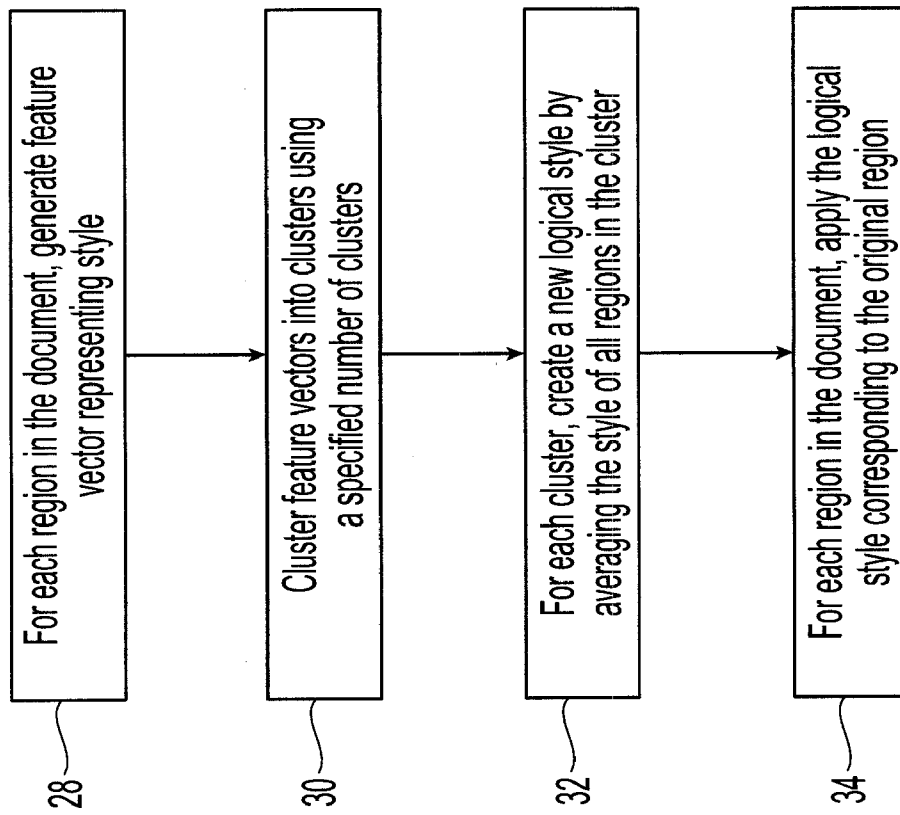 28
For each region in the document, generate feature
vector representing style
30
Cluster feature vectors into clusters using
a specified number of clusters
32
For each cluster, create a new logical style by
averaging the style of all regions in the cluster
34
For each region in the document, apply the logical
style corresponding to the original region